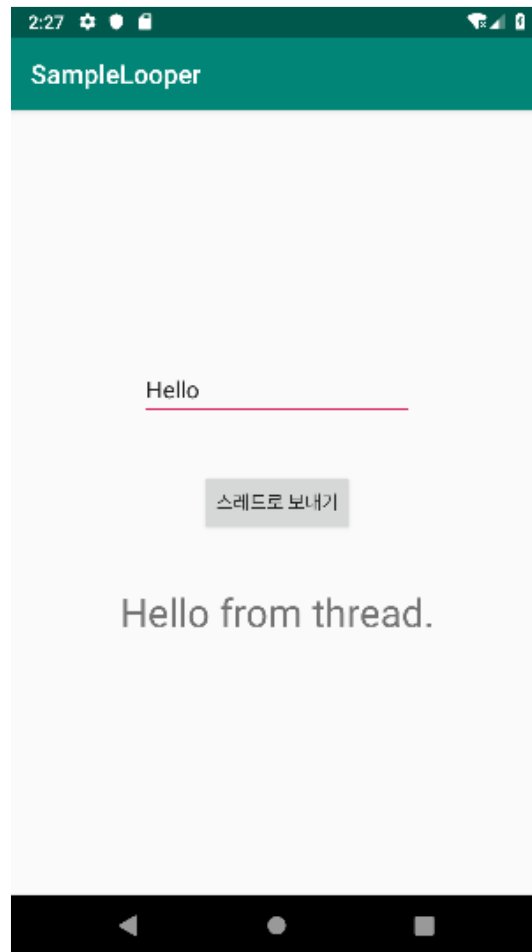 2:27
SampleLooper
Hello
스레드로 보내기
Hello from thread.